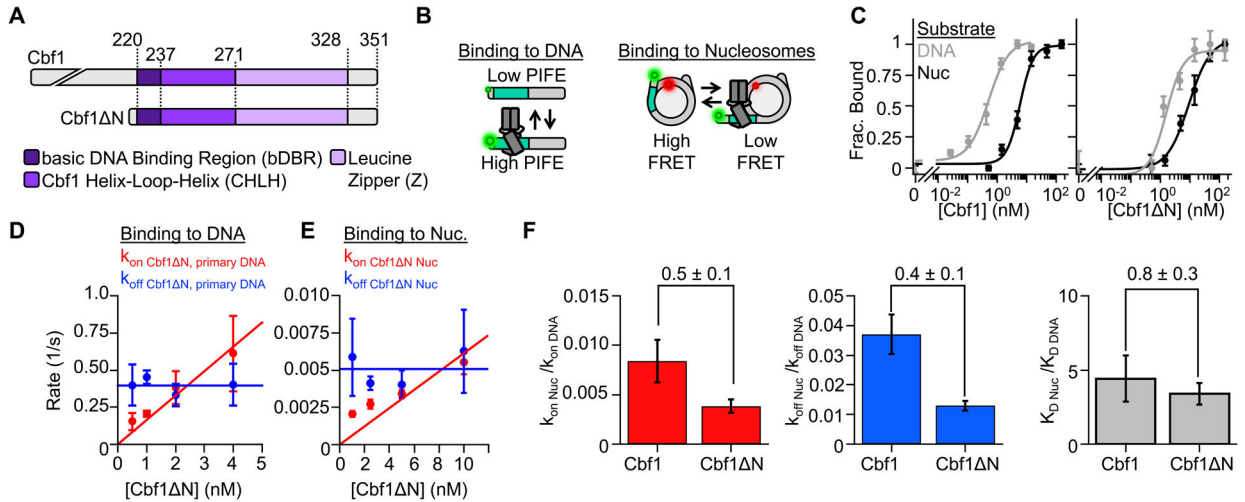 A
220 237 271 328 351
Cbf1
Cbf1ΔN
basic DNA Binding Region (bDBR)
Cbf1 Helix-Loop-Helix (CHLH)
Leucine
Zipper (Z)
B
Binding to DNA
Low PIFE
High PIFE
Binding to Nucleosomes
High
FRET
Low
FRET
C
Substrate
DNA
Nuc
Frac. Bound
1
0.75
0.5
0.25
0
0 10⁻² 10⁰ 10²
[Cbf1] (nM)
0 10⁻² 10⁰ 10²
[Cbf1ΔN] (nM)
D
Binding to DNA
kon Cbf1ΔN, primary DNA
koff Cbf1ΔN, primary DNA
Rate (1/s)
1.0
0.75
0.50
0.25
0
0 1 2 3 4 5
[Cbf1ΔN] (nM)
E
Binding to Nuc.
kon Cbf1ΔN Nuc
koff Cbf1ΔN Nuc
0.010
0.0075
0.005
0.0025
0
0 2 4 6 8 10
[Cbf1ΔN] (nM)
F
0.5 ± 0.1
kon Nuc /kon DNA
0.015
0.010
0.005
0
Cbf1 Cbf1ΔN
0.4 ± 0.1
koff Nuc /koff DNA
0.05
0.04
0.03
0.02
0.01
0
Cbf1 Cbf1ΔN
0.8 ± 0.3
KD Nuc /KD DNA
10
5
0
Cbf1 Cbf1ΔN